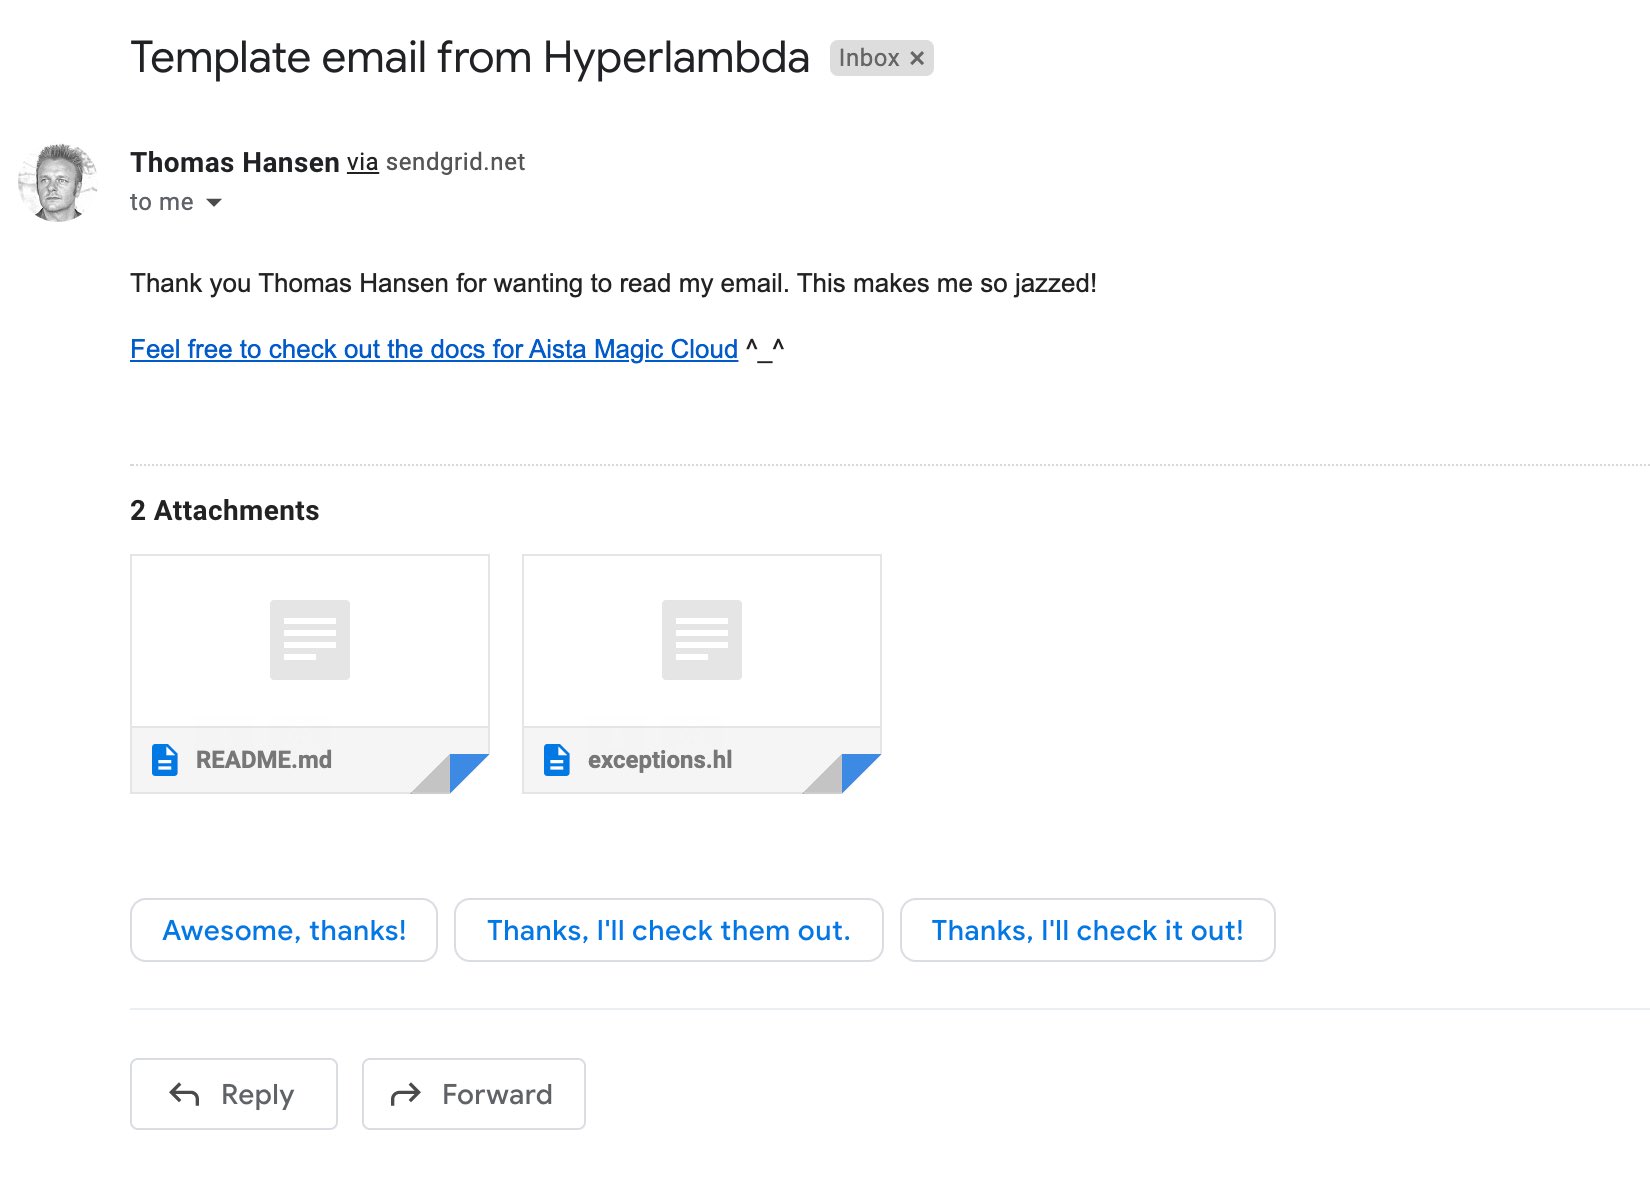 Template email from Hyperlambda Inbox ×
Thomas Hansen via sendgrid.net
to me
Thank you Thomas Hansen for wanting to read my email. This makes me so jazzed!
Feel free to check out the docs for Aista Magic Cloud ^_^
2 Attachments
README.md exceptions.hl
Awesome, thanks! Thanks, I'll check them out. Thanks, I'll check it out!
Reply Forward